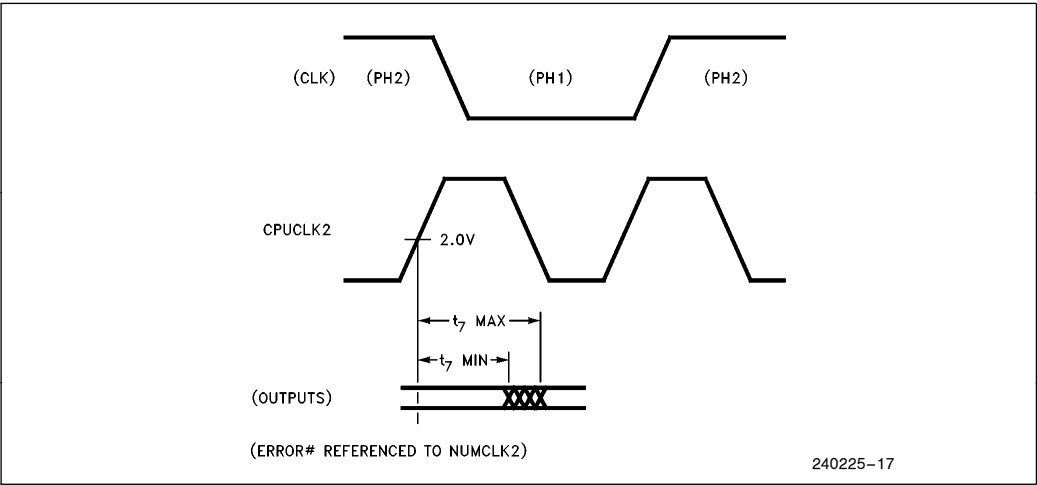 (CLK) (PH2) (PH1) (PH2)
CPUCLK2
2.0V
t7 MAX
t7 MIN
(OUTPUTS)
(ERROR# REFERENCED TO NUMCLK2)
240225-17